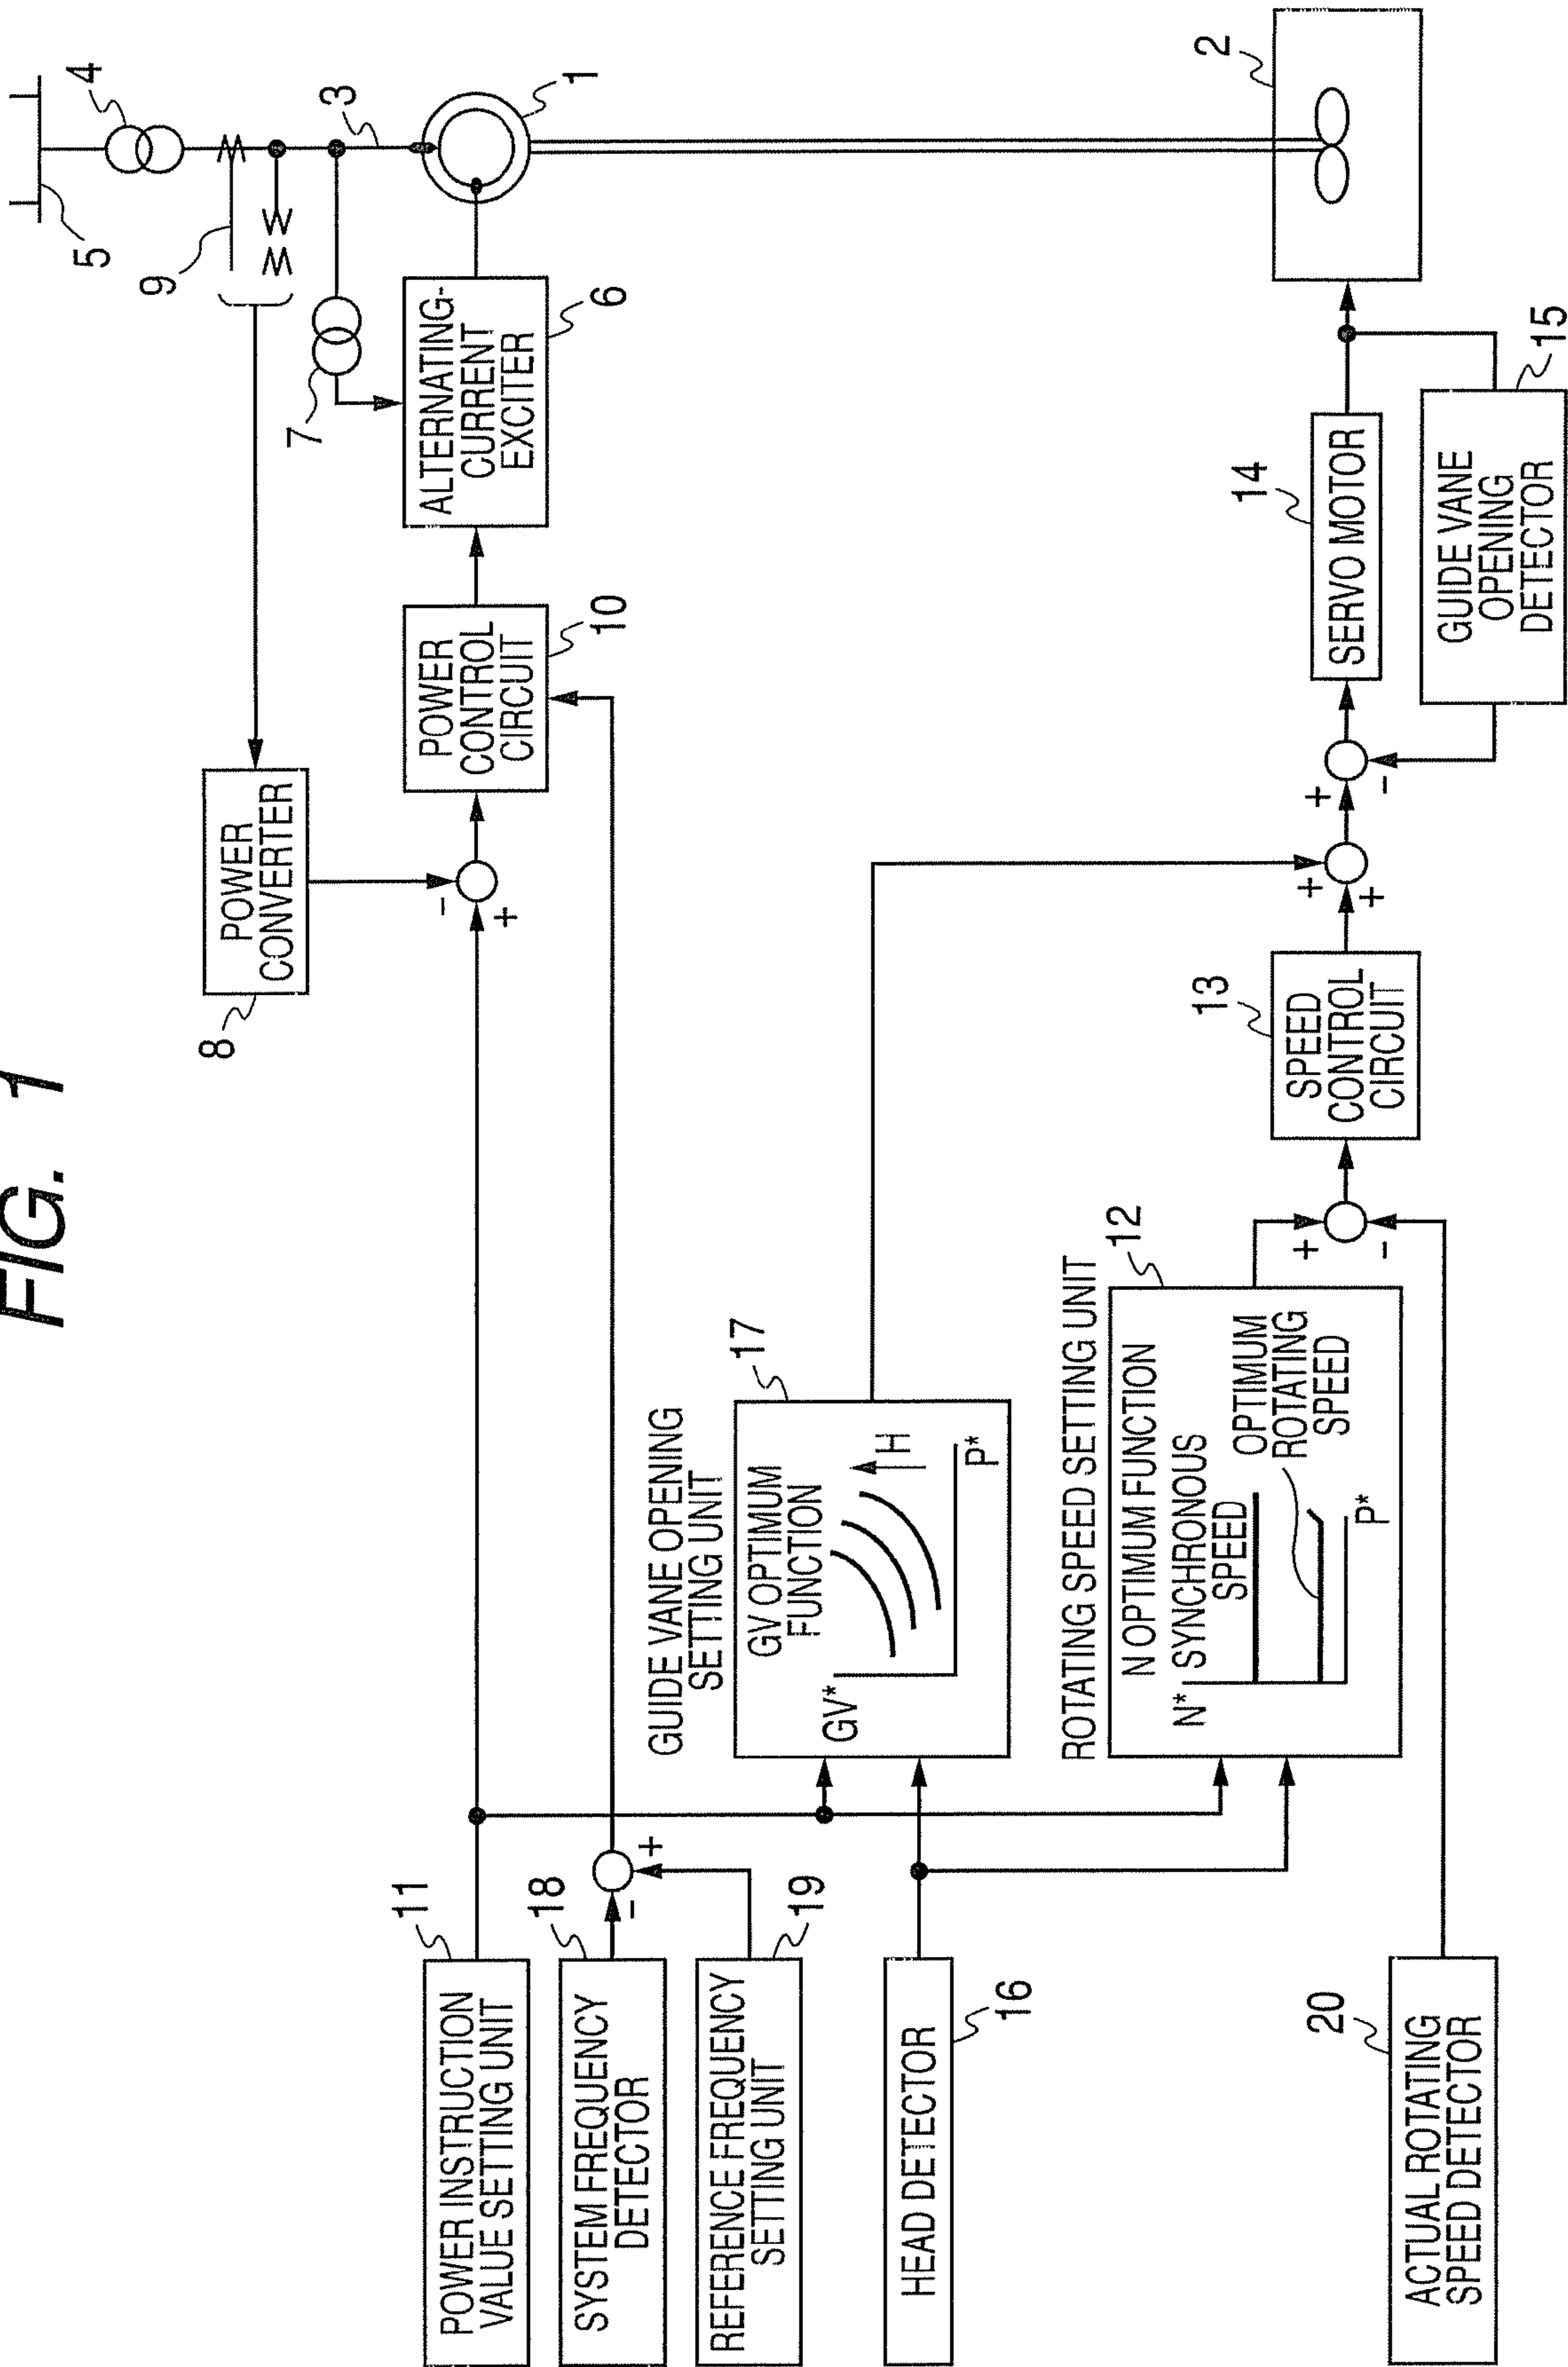 FIG. 1
5
4
9
3
7
1
ALTERNATING-
CURRENT
EXCITER
6
POWER
CONVERTER
8
-
+
POWER
CONTROL
CIRCUIT
10
2
POWER INSTRUCTION
VALUE SETTING UNIT
11
SYSTEM FREQUENCY
DETECTOR
18
-
+
REFERENCE FREQUENCY
SETTING UNIT
19
HEAD DETECTOR
16
GUIDE VANE OPENING
SETTING UNIT
17
GV OPTIMUM
FUNCTION
GV*
H
P*
ROTATING SPEED SETTING UNIT
12
N OPTIMUM FUNCTION
N*
SYNCHRONOUS
SPEED
OPTIMUM
ROTATING
SPEED
P*
+
-
SPEED
CONTROL
CIRCUIT
13
+
+
+
-
SERVO MOTOR
14
GUIDE VANE
OPENING
DETECTOR
15
ACTUAL ROTATING
SPEED DETECTOR
20